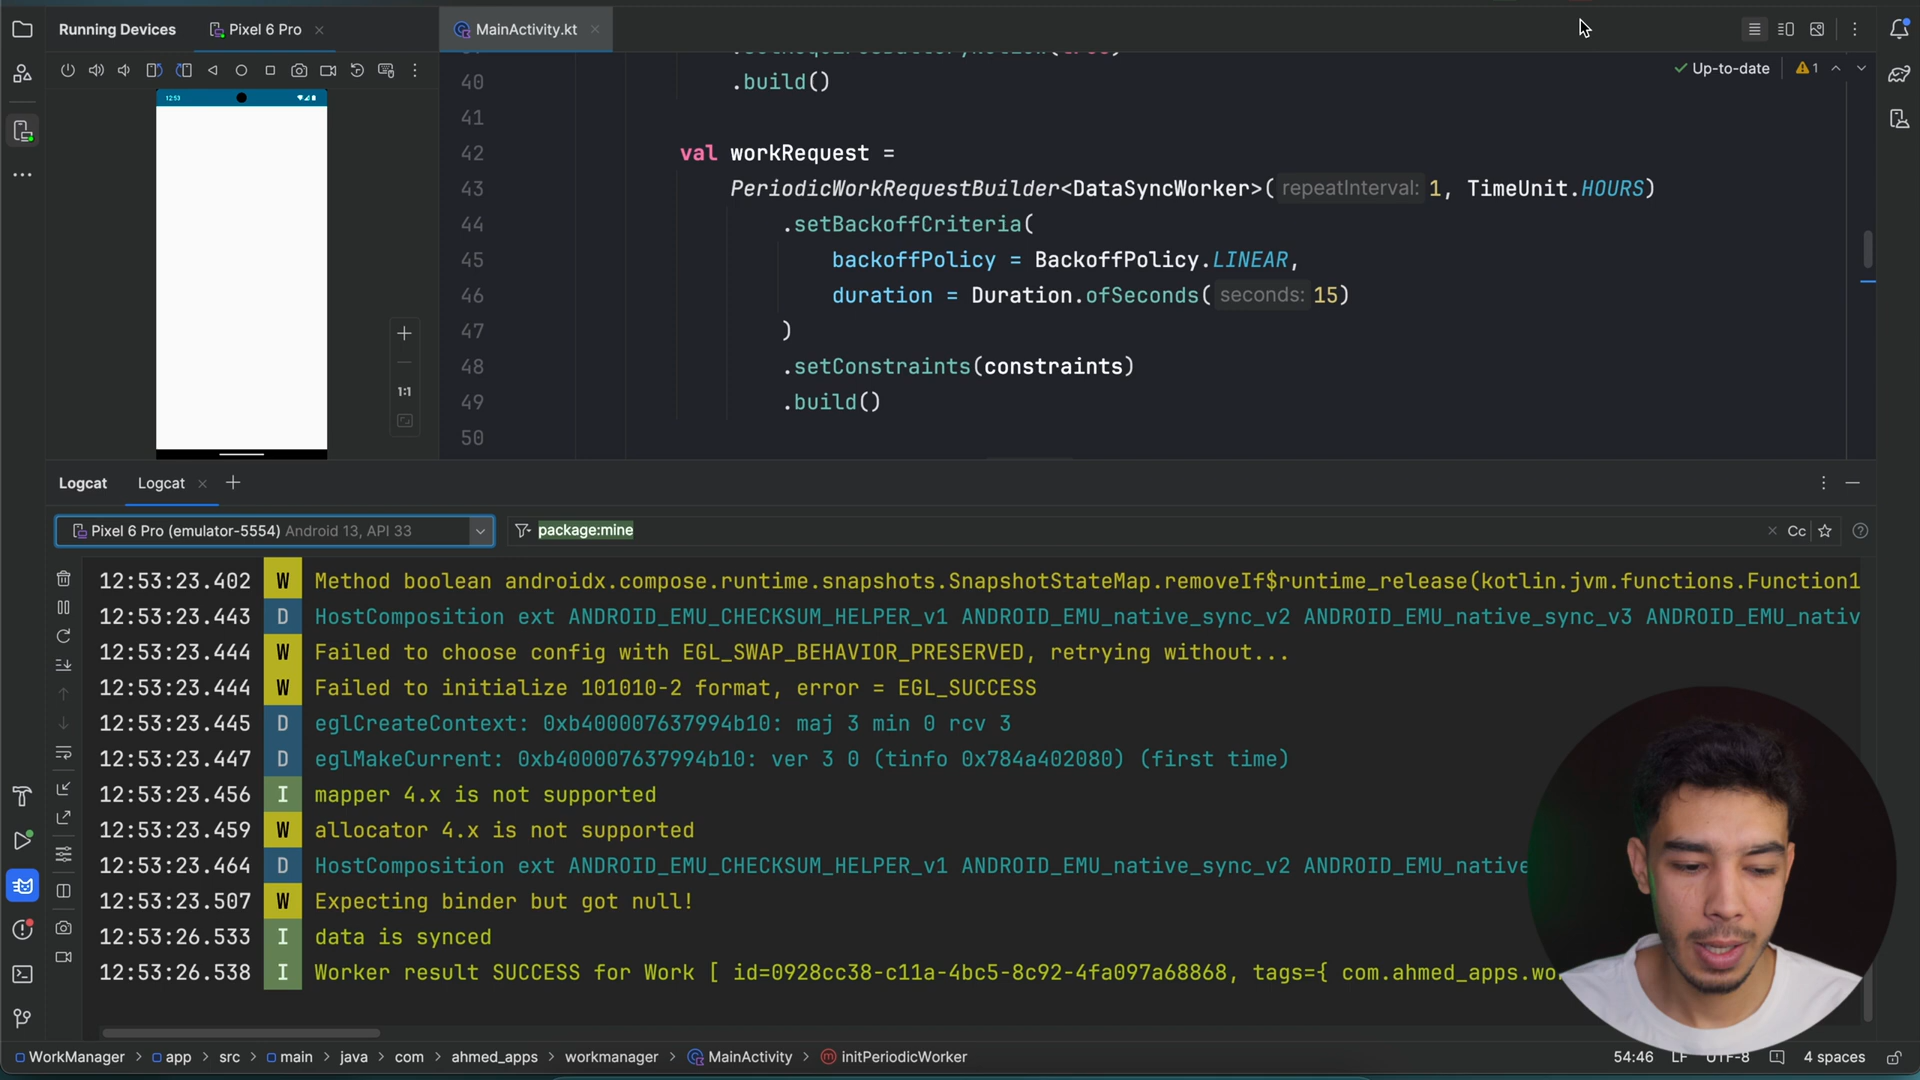 Running Devices
Pixel 6 Pro
MainActivity.kt
12:53
Up-to-date
1
1:1
40 .build()
41
42 val workRequest =
43 PeriodicWorkRequestBuilder<DataSyncWorker>( repeatInterval: 1, TimeUnit.HOURS)
44 .setBackoffCriteria(
45 backoffPolicy = BackoffPolicy.LINEAR,
46 duration = Duration.ofSeconds( seconds: 15)
47 )
48 .setConstraints(constraints)
49 .build()
50
Logcat
Logcat
Pixel 6 Pro (emulator-5554) Android 13, API 33
package:mine
Cc
12:53:23.402 W Method boolean androidx.compose.runtime.snapshots.SnapshotStateMap.removeIf$runtime_release(kotlin.jvm.functions.Function1
12:53:23.443 D HostComposition ext ANDROID_EMU_CHECKSUM_HELPER_v1 ANDROID_EMU_native_sync_v2 ANDROID_EMU_native_sync_v3 ANDROID_EMU_nativ
12:53:23.444 W Failed to choose config with EGL_SWAP_BEHAVIOR_PRESERVED, retrying without...
12:53:23.444 W Failed to initialize 101010-2 format, error = EGL_SUCCESS
12:53:23.445 D eglCreateContext: 0xb400007637994b10: maj 3 min 0 rcv 3
12:53:23.447 D eglMakeCurrent: 0xb400007637994b10: ver 3 0 (tinfo 0x784a402080) (first time)
12:53:23.456 I mapper 4.x is not supported
12:53:23.459 W allocator 4.x is not supported
12:53:23.464 D HostComposition ext ANDROID_EMU_CHECKSUM_HELPER_v1 ANDROID_EMU_native_sync_v2 ANDROID_EMU_native
12:53:23.507 W Expecting binder but got null!
12:53:26.533 I data is synced
12:53:26.538 I Worker result SUCCESS for Work [ id=0928cc38-c11a-4bc5-8c92-4fa097a68868, tags={ com.ahmed_apps.wo
WorkManager > app > src > main > java > com > ahmed_apps > workmanager > MainActivity > initPeriodicWorker
54:46 LF UTF-8 4 spaces